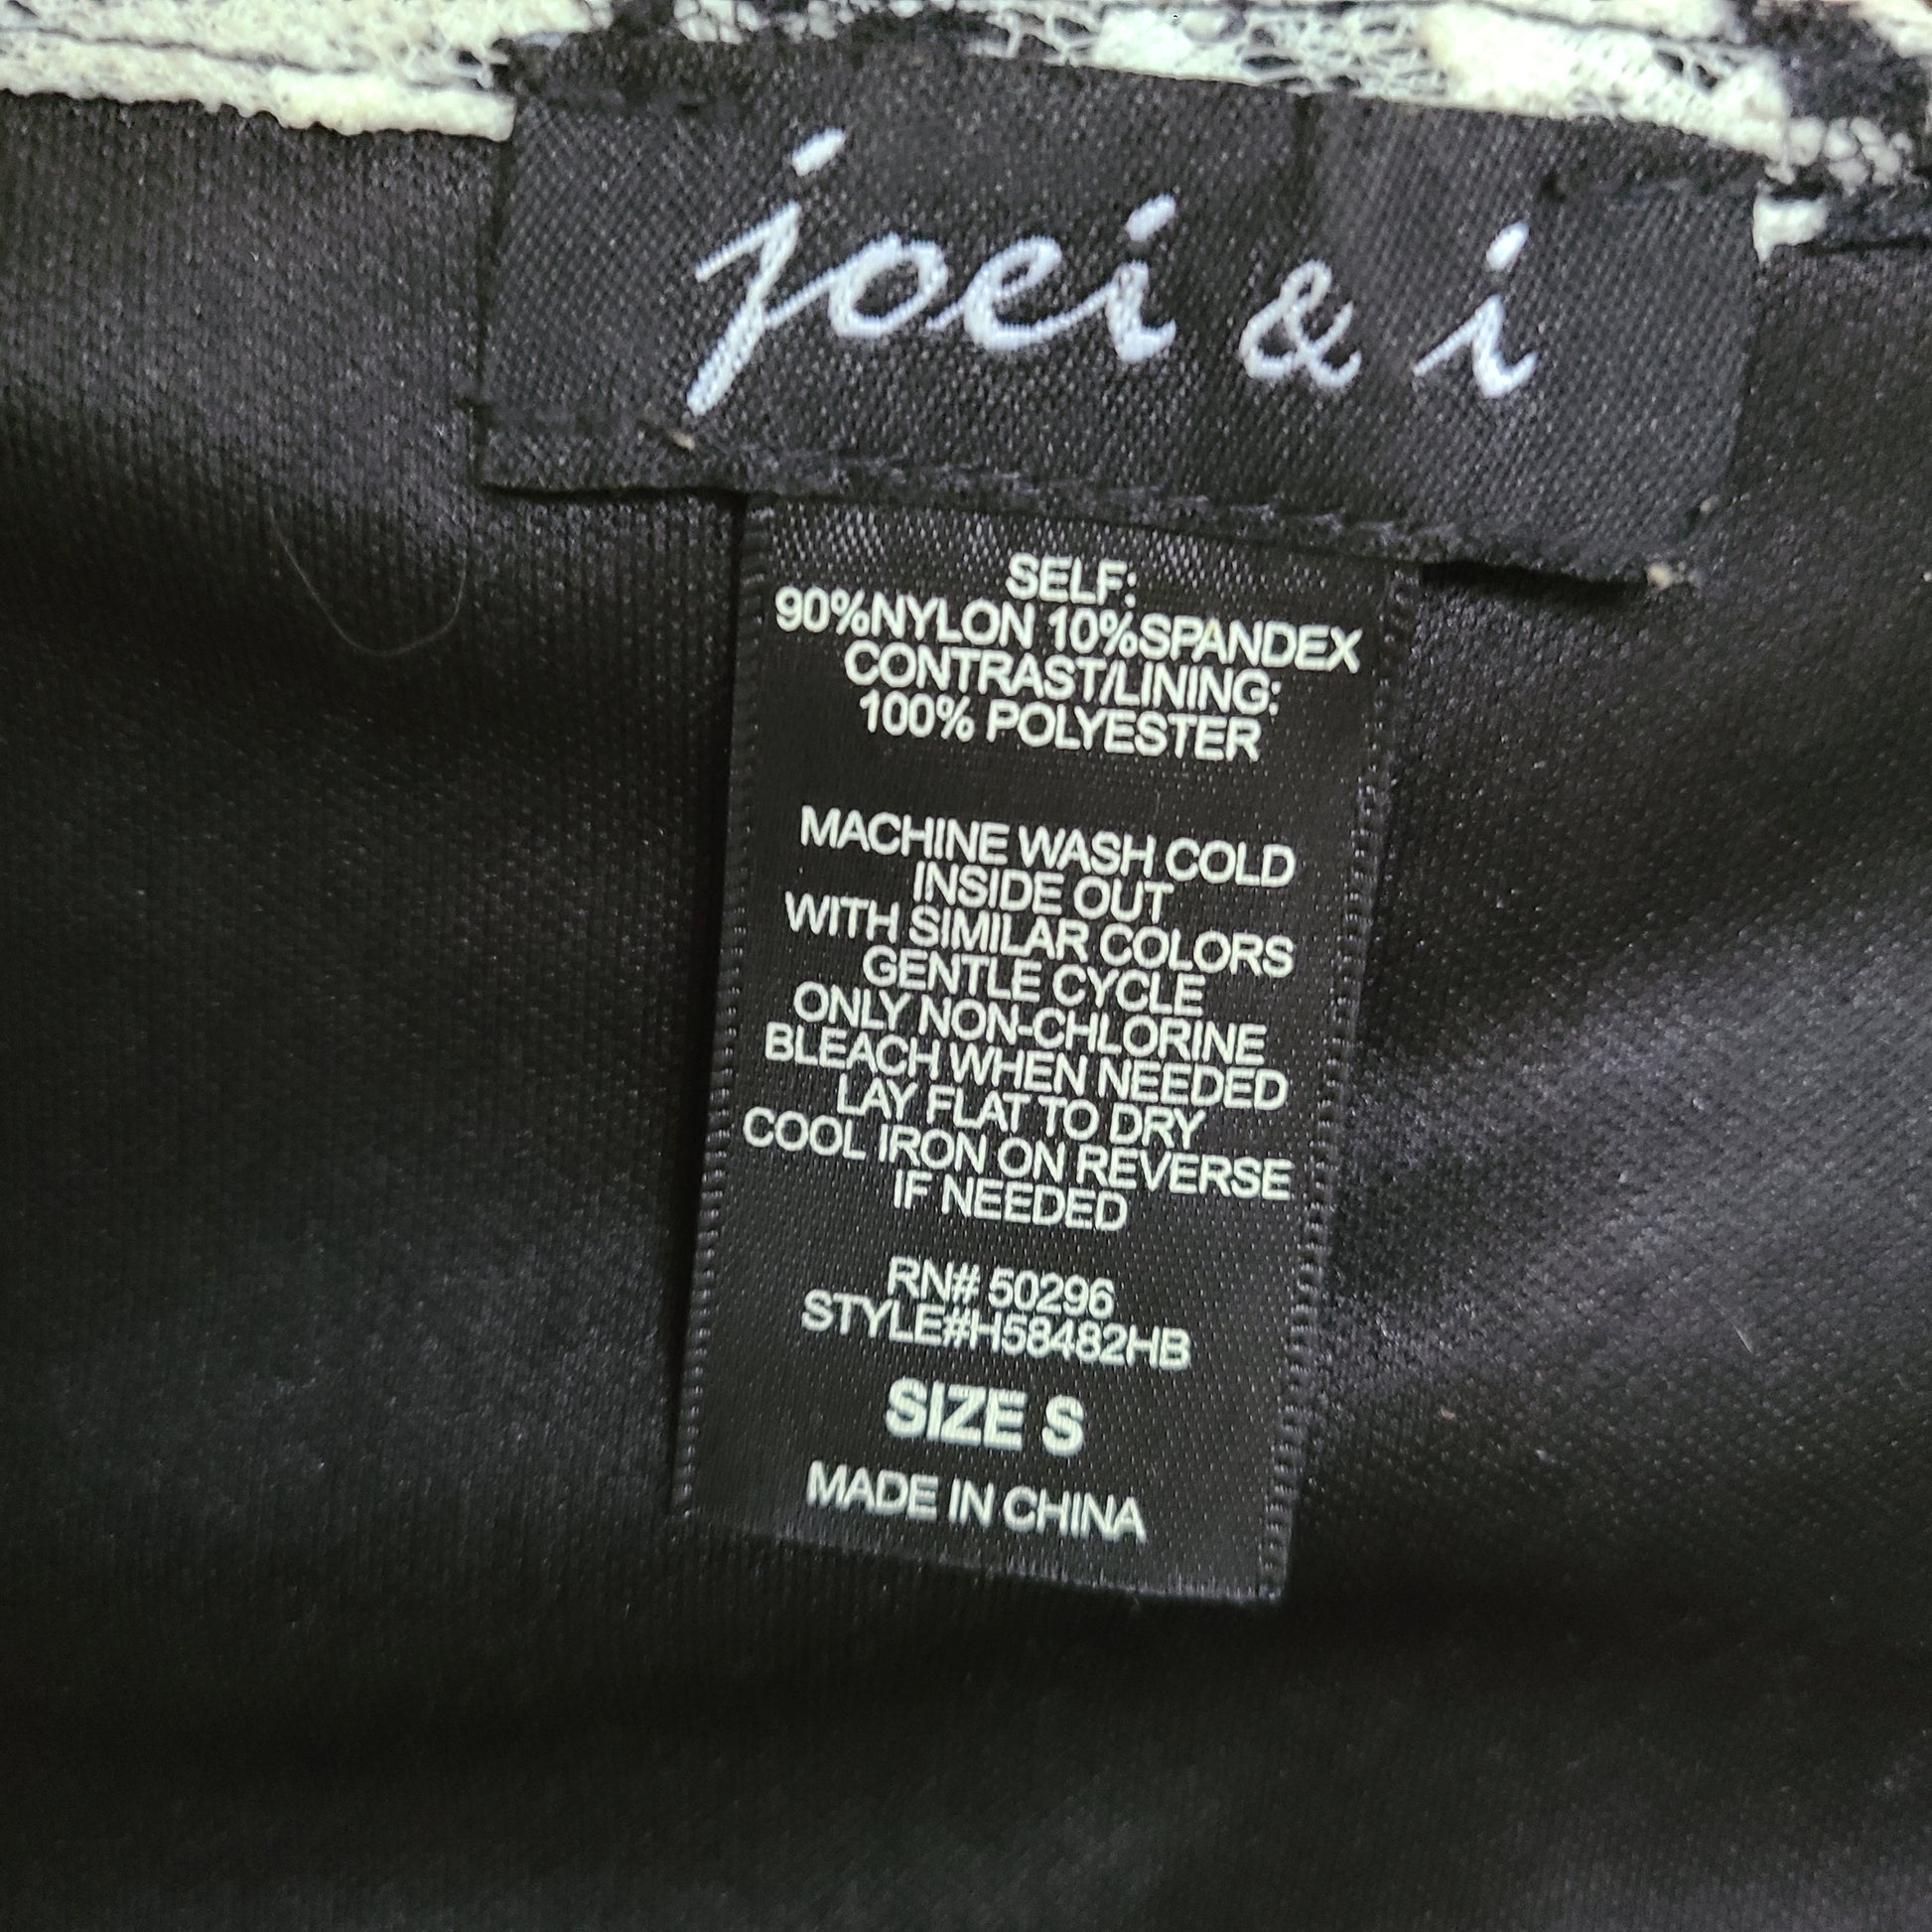 joei & i
SELF:
90%NYLON 10%SPANDEX
CONTRAST/LINING:
100% POLYESTER
MACHINE WASH COLD
INSIDE OUT
WITH SIMILAR COLORS
GENTLE CYCLE
ONLY NON-CHLORINE
BLEACH WHEN NEEDED
LAY FLAT TO DRY
COOL IRON ON REVERSE
IF NEEDED
RN# 50296
STYLE#H58482HB
SIZE S
MADE IN CHINA